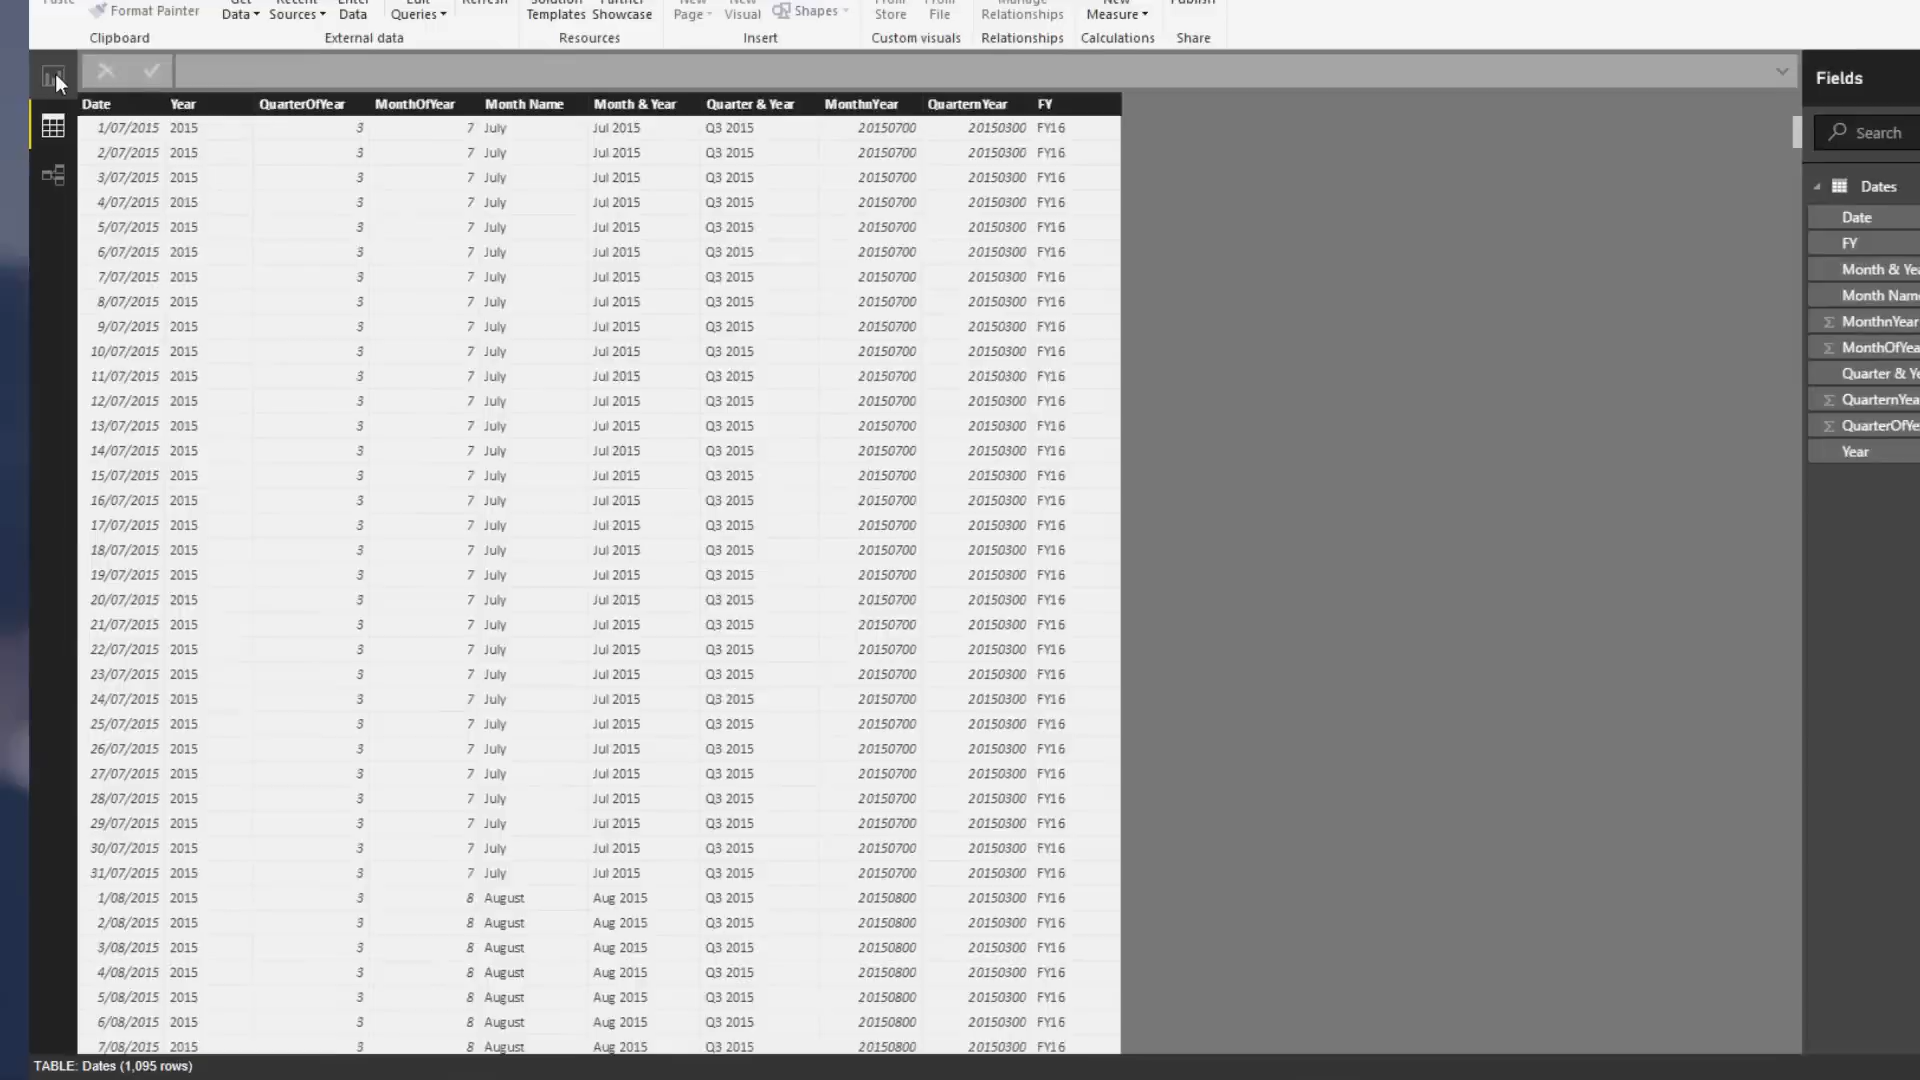 Format Painter
Data Sources Data Queries Templates Showcase Page Visual Shapes Store File Relationships Measure
Clipboard External data Resources Insert Custom visuals Relationships Calculations Share
Fields
Search
Date Year QuarterOfYear MonthOfYear Month Name Month & Year Quarter & Year MonthnYear QuarternYear FY
1/07/2015 2015 3 7 July Jul 2015 Q3 2015 20150700 20150300 FY16
2/07/2015 2015 3 7 July Jul 2015 Q3 2015 20150700 20150300 FY16
3/07/2015 2015 3 7 July Jul 2015 Q3 2015 20150700 20150300 FY16
4/07/2015 2015 3 7 July Jul 2015 Q3 2015 20150700 20150300 FY16
5/07/2015 2015 3 7 July Jul 2015 Q3 2015 20150700 20150300 FY16
6/07/2015 2015 3 7 July Jul 2015 Q3 2015 20150700 20150300 FY16
7/07/2015 2015 3 7 July Jul 2015 Q3 2015 20150700 20150300 FY16
8/07/2015 2015 3 7 July Jul 2015 Q3 2015 20150700 20150300 FY16
9/07/2015 2015 3 7 July Jul 2015 Q3 2015 20150700 20150300 FY16
10/07/2015 2015 3 7 July Jul 2015 Q3 2015 20150700 20150300 FY16
11/07/2015 2015 3 7 July Jul 2015 Q3 2015 20150700 20150300 FY16
12/07/2015 2015 3 7 July Jul 2015 Q3 2015 20150700 20150300 FY16
13/07/2015 2015 3 7 July Jul 2015 Q3 2015 20150700 20150300 FY16
14/07/2015 2015 3 7 July Jul 2015 Q3 2015 20150700 20150300 FY16
15/07/2015 2015 3 7 July Jul 2015 Q3 2015 20150700 20150300 FY16
16/07/2015 2015 3 7 July Jul 2015 Q3 2015 20150700 20150300 FY16
17/07/2015 2015 3 7 July Jul 2015 Q3 2015 20150700 20150300 FY16
18/07/2015 2015 3 7 July Jul 2015 Q3 2015 20150700 20150300 FY16
19/07/2015 2015 3 7 July Jul 2015 Q3 2015 20150700 20150300 FY16
20/07/2015 2015 3 7 July Jul 2015 Q3 2015 20150700 20150300 FY16
21/07/2015 2015 3 7 July Jul 2015 Q3 2015 20150700 20150300 FY16
22/07/2015 2015 3 7 July Jul 2015 Q3 2015 20150700 20150300 FY16
23/07/2015 2015 3 7 July Jul 2015 Q3 2015 20150700 20150300 FY16
24/07/2015 2015 3 7 July Jul 2015 Q3 2015 20150700 20150300 FY16
25/07/2015 2015 3 7 July Jul 2015 Q3 2015 20150700 20150300 FY16
26/07/2015 2015 3 7 July Jul 2015 Q3 2015 20150700 20150300 FY16
27/07/2015 2015 3 7 July Jul 2015 Q3 2015 20150700 20150300 FY16
28/07/2015 2015 3 7 July Jul 2015 Q3 2015 20150700 20150300 FY16
29/07/2015 2015 3 7 July Jul 2015 Q3 2015 20150700 20150300 FY16
30/07/2015 2015 3 7 July Jul 2015 Q3 2015 20150700 20150300 FY16
31/07/2015 2015 3 7 July Jul 2015 Q3 2015 20150700 20150300 FY16
1/08/2015 2015 3 8 August Aug 2015 Q3 2015 20150800 20150300 FY16
2/08/2015 2015 3 8 August Aug 2015 Q3 2015 20150800 20150300 FY16
3/08/2015 2015 3 8 August Aug 2015 Q3 2015 20150800 20150300 FY16
4/08/2015 2015 3 8 August Aug 2015 Q3 2015 20150800 20150300 FY16
5/08/2015 2015 3 8 August Aug 2015 Q3 2015 20150800 20150300 FY16
6/08/2015 2015 3 8 August Aug 2015 Q3 2015 20150800 20150300 FY16
7/08/2015 2015 3 8 August Aug 2015 Q3 2015 20150800 20150300 FY16
Dates
Date
FY
Month & Yea
Month Name
MonthnYear
MonthOfYea
Quarter & Ye
QuarternYea
QuarterOfYe
Year
TABLE: Dates (1,095 rows)